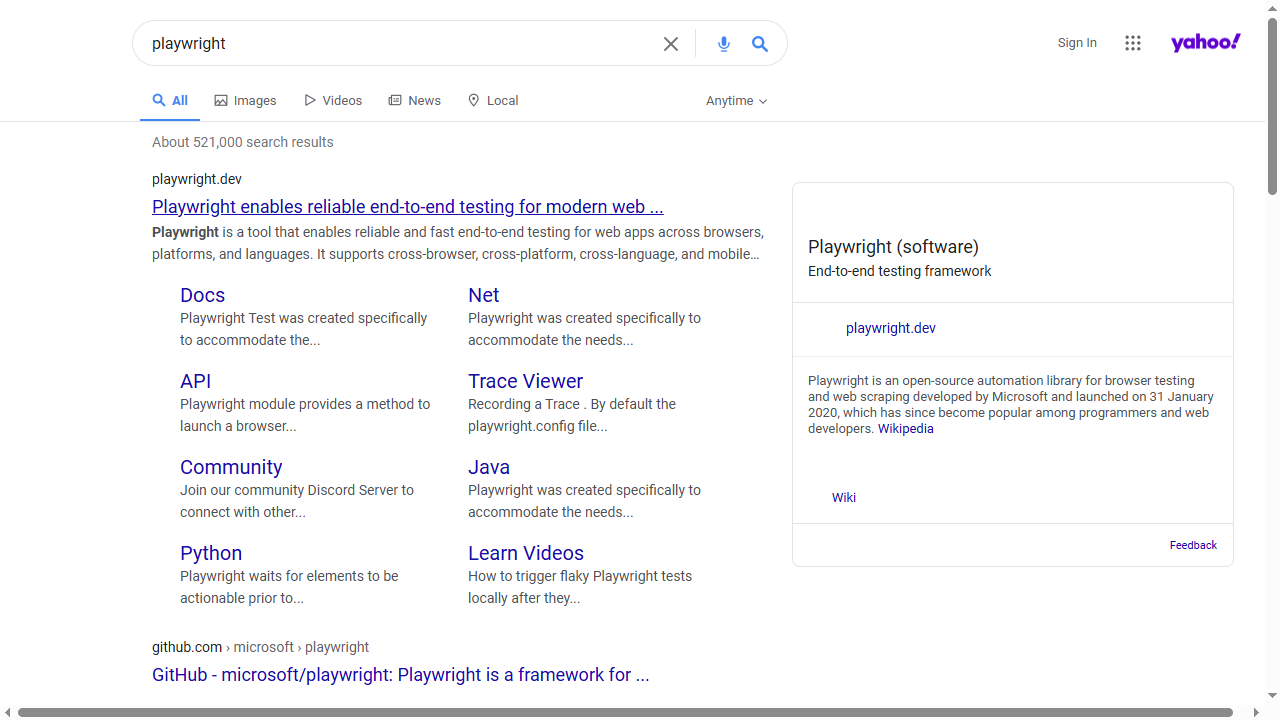 playwright
Sign In
yahoo!
All
Images
Videos
News
Local
Anytime
About 521,000 search results
playwright.dev
Playwright enables reliable end-to-end testing for modern web ...
Playwright is a tool that enables reliable and fast end-to-end testing for web apps across browsers,
platforms, and languages. It supports cross-browser, cross-platform, cross-language, and mobile…
Docs
Playwright Test was created specifically
to accommodate the...
Net
Playwright was created specifically to
accommodate the needs...
API
Playwright module provides a method to
launch a browser...
Trace Viewer
Recording a Trace . By default the
playwright.config file...
Community
Join our community Discord Server to
connect with other...
Java
Playwright was created specifically to
accommodate the needs...
Python
Playwright waits for elements to be
actionable prior to...
Learn Videos
How to trigger flaky Playwright tests
locally after they...
github.com › microsoft › playwright
GitHub - microsoft/playwright: Playwright is a framework for ...
Playwright (software)
End-to-end testing framework
playwright.dev
Playwright is an open-source automation library for browser testing
and web scraping developed by Microsoft and launched on 31 January
2020, which has since become popular among programmers and web
developers. Wikipedia
Wiki
Feedback